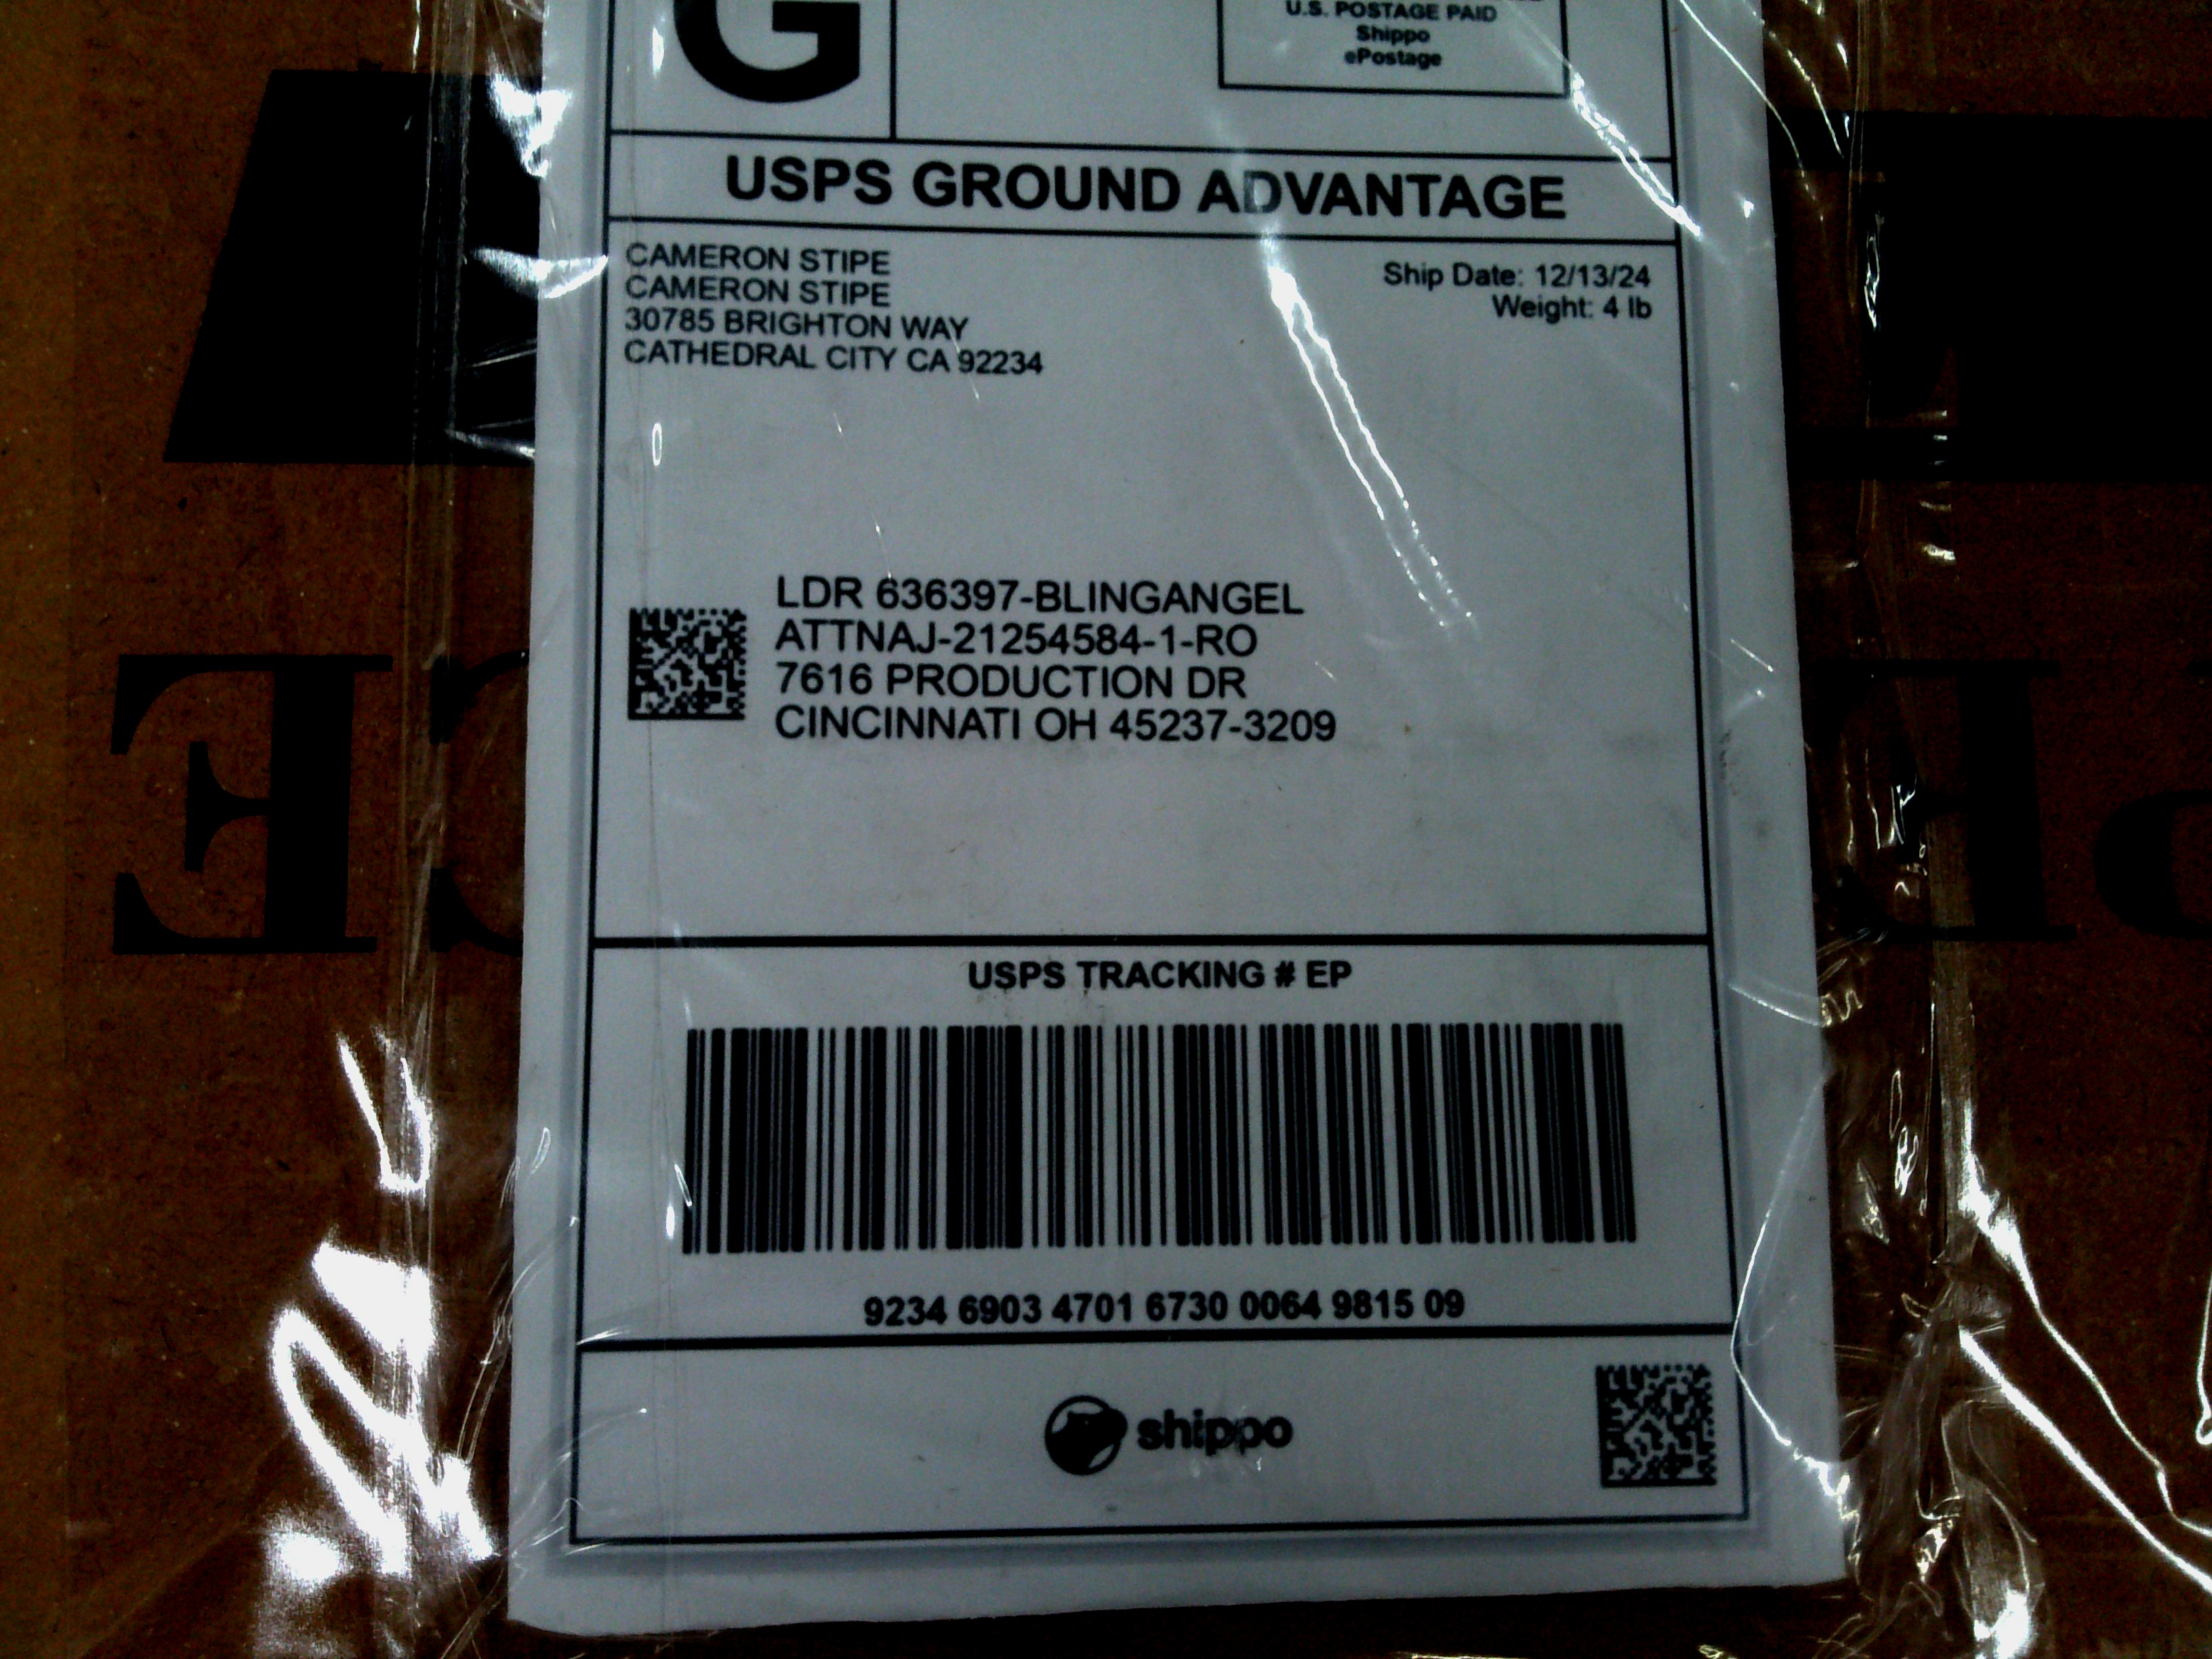 G
U.S. POSTAGE PAID
Shippo
ePostage
USPS GROUND ADVANTAGE
CAMERON STIPE
CAMERON STIPE
30785 BRIGHTON WAY
CATHEDRAL CITY CA 92234
Ship Date: 12/13/24
Weight: 4 lb
LDR 636397-BLINGANGEL
ATTNAJ-21254584-1-RO
7616 PRODUCTION DR
CINCINNATI OH 45237-3209
USPS TRACKING # EP
9234 6903 4701 6730 0064 9815 09
shippo